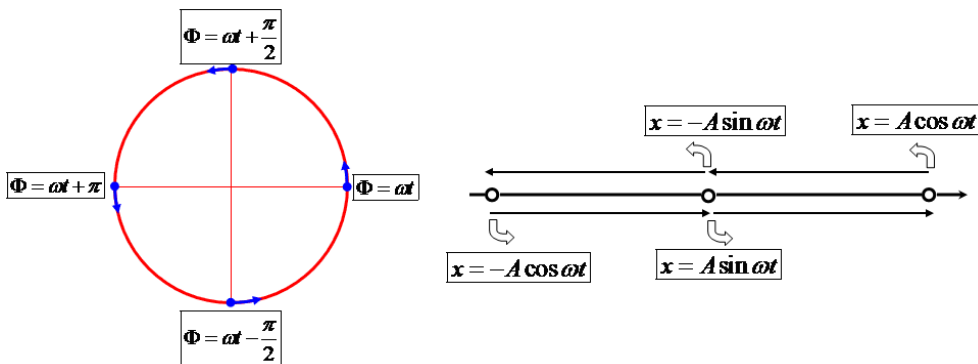 Φ = ωt + π/2
Φ = ωt + π
Φ = ωt
Φ = ωt − π/2
x = −A sin ωt
x = A cos ωt
x = −A cos ωt
x = A sin ωt